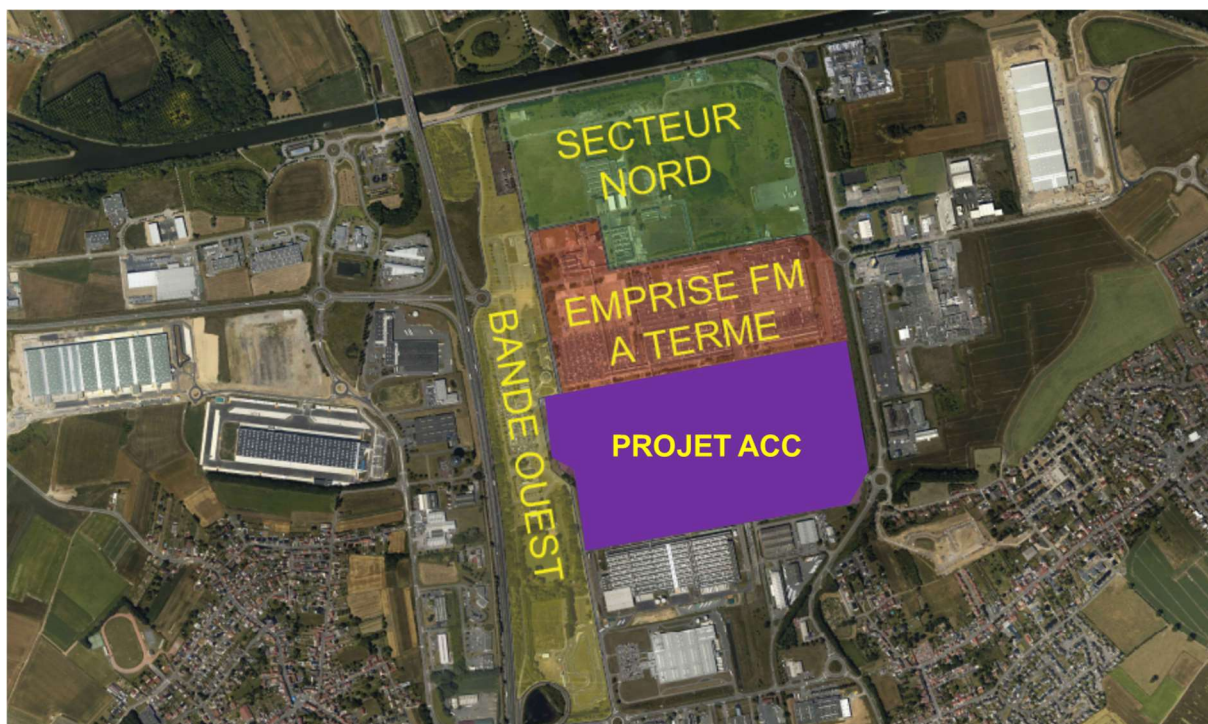 SECTEUR
NORD
EMPRISE FM
A TERME
BANDE OUEST
PROJET ACC